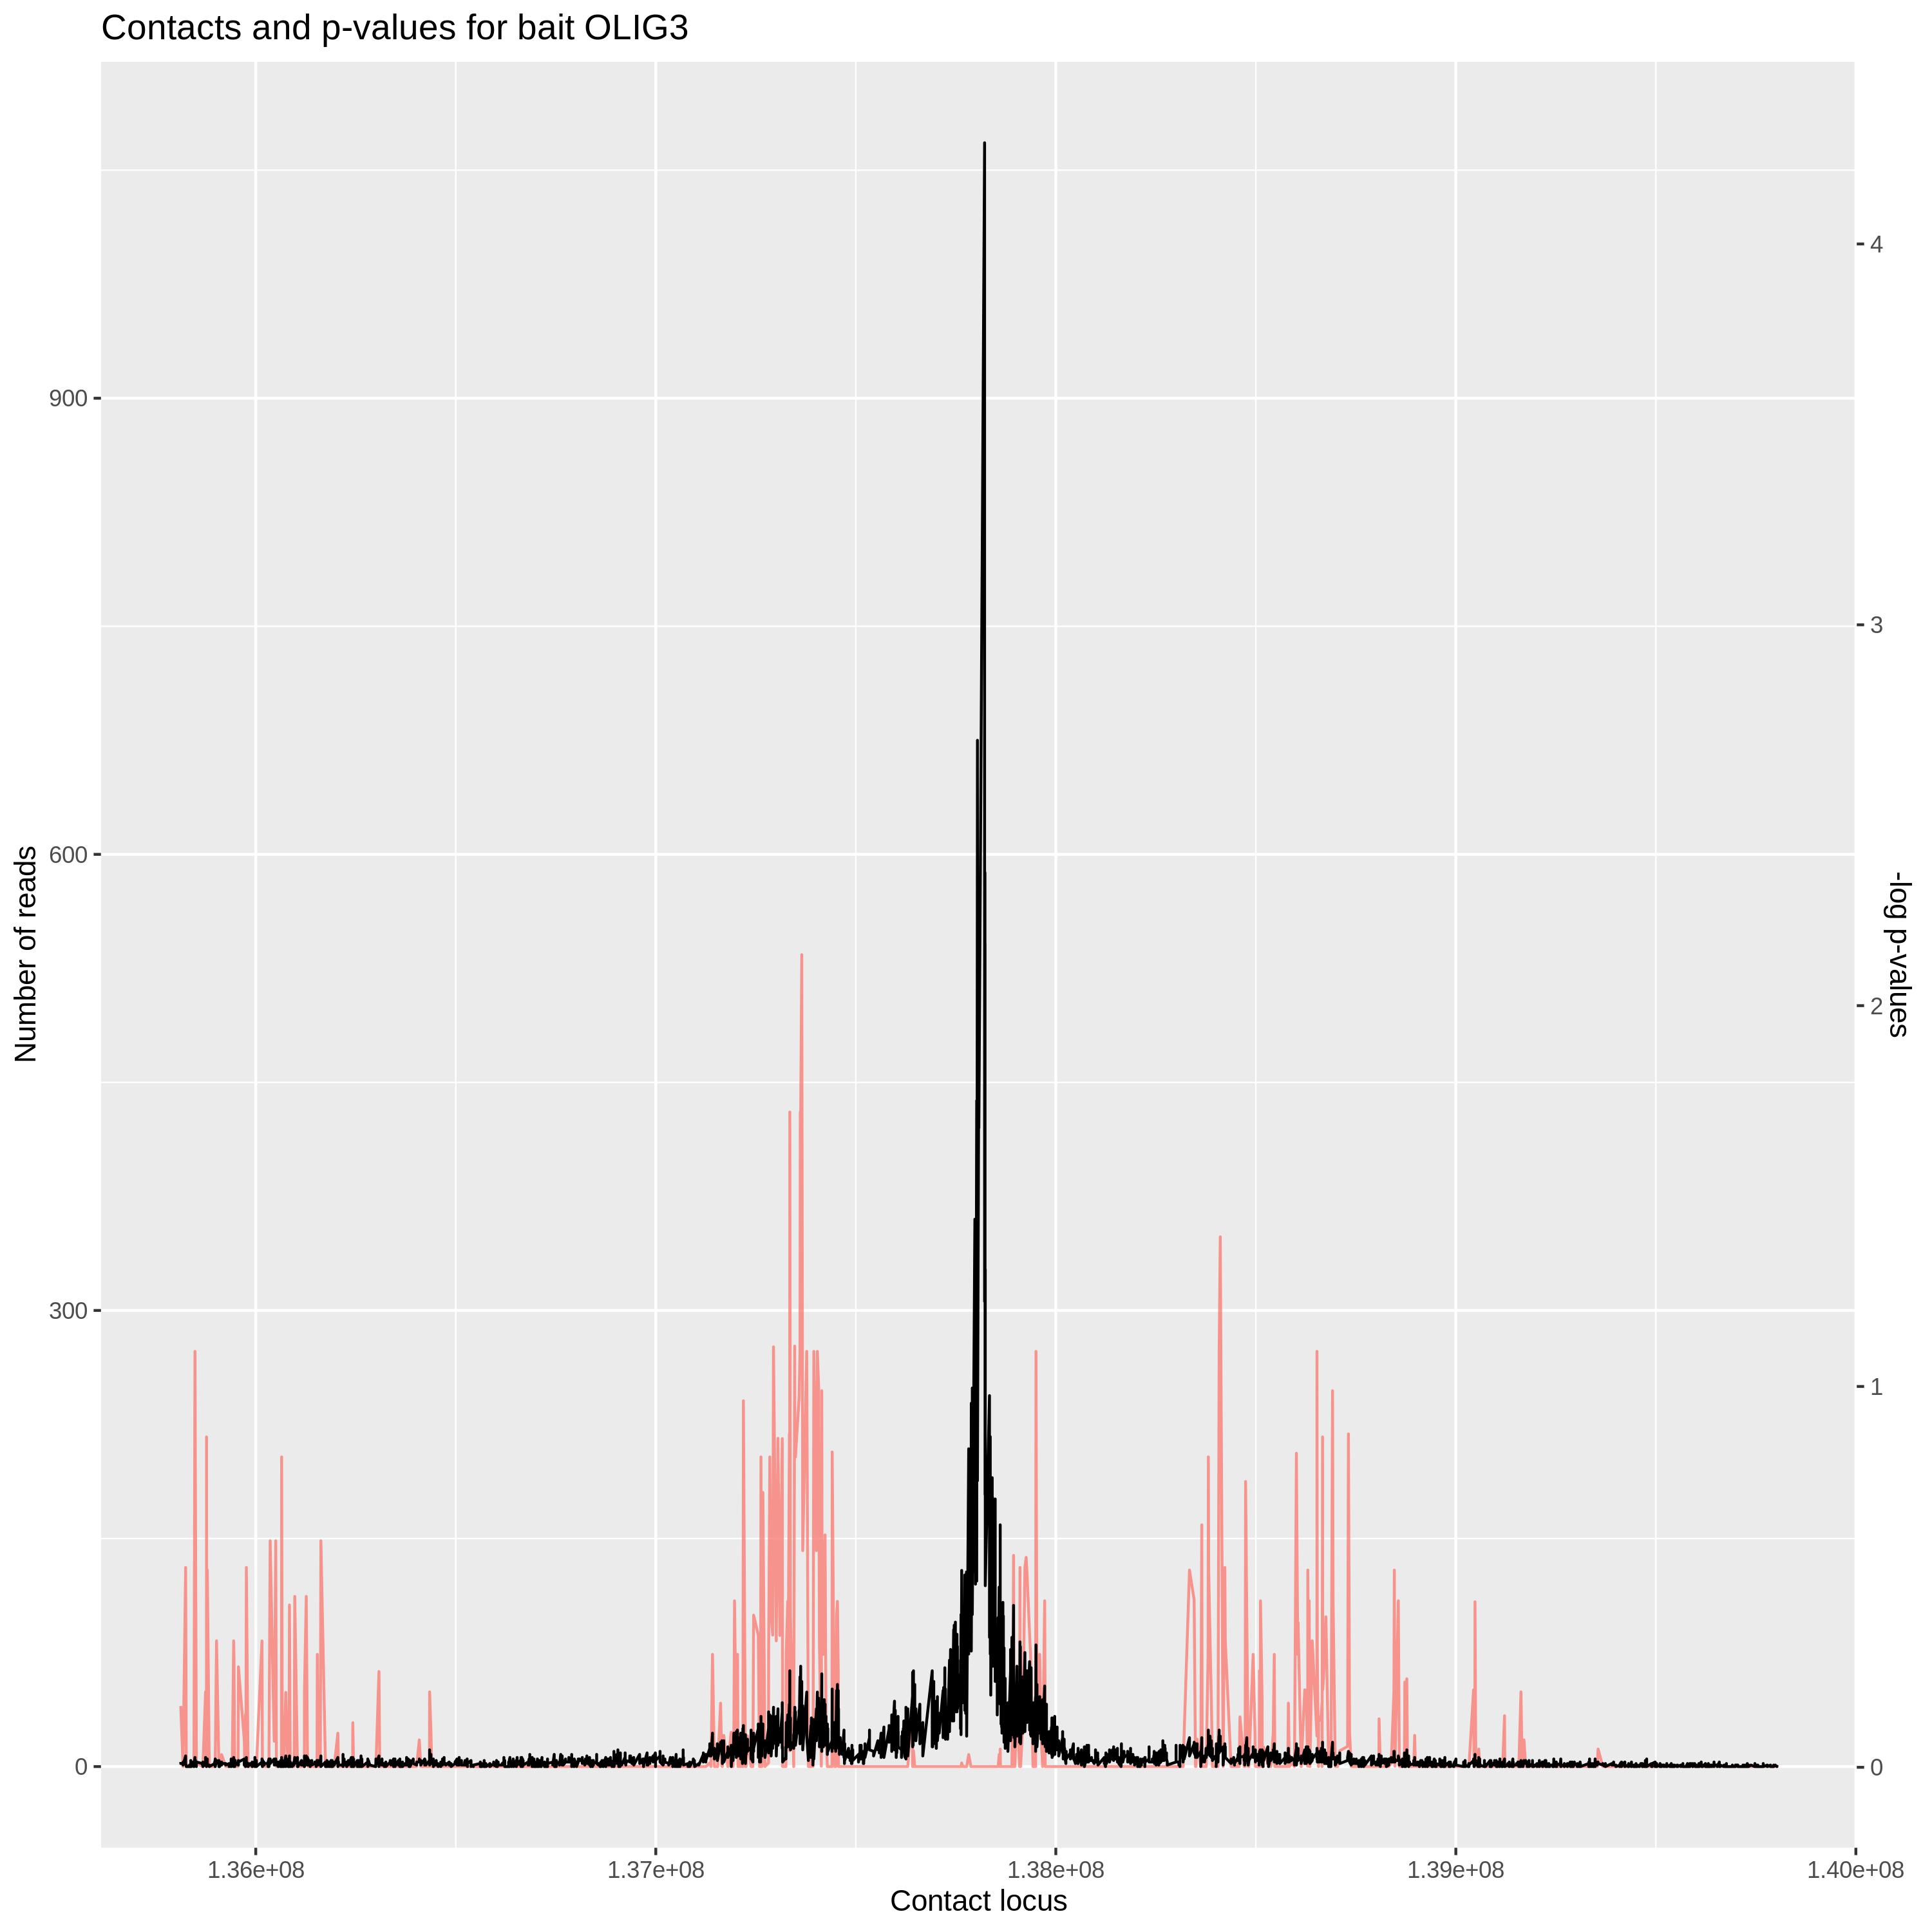 Contacts and p-values for bait OLIG3
Number of reads
900
600
300
0
4
3
2
1
0
-log p-values
1.36e+08
1.37e+08
1.38e+08
1.39e+08
1.40e+08
Contact locus